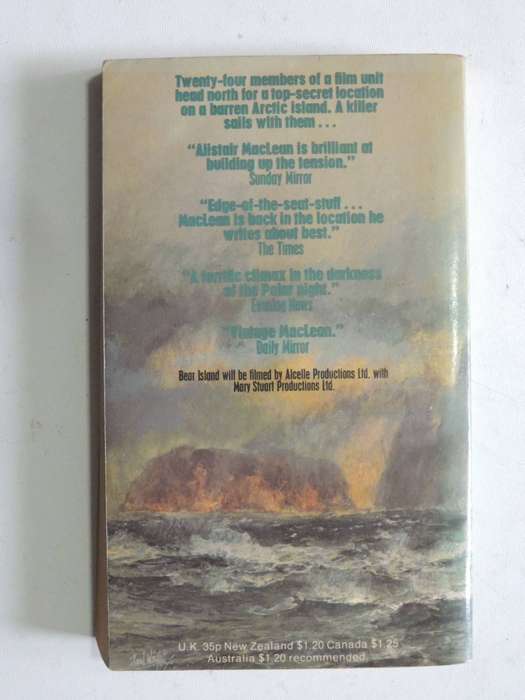 Twenty-four members of a film unit
head north for a top-secret location
on a barren Arctic island. A killer
sails with them ...
"Alistair MacLean is brilliant at
building up the tension."
Sunday Mirror
"Edge-of-the-seat-stuff ...
MacLean is back in the location he
writes about best."
The Times
"A terrific climax in the darkness
of the Polar night."
Evening News
"Vintage MacLean."
Daily Mirror
Bear Island will be filmed by Alcelle Productions Ltd. with
Mary Stuart Productions Ltd.
U.K. 35p New Zealand $1.20 Canada $1.25
Australia $1.20 recommended